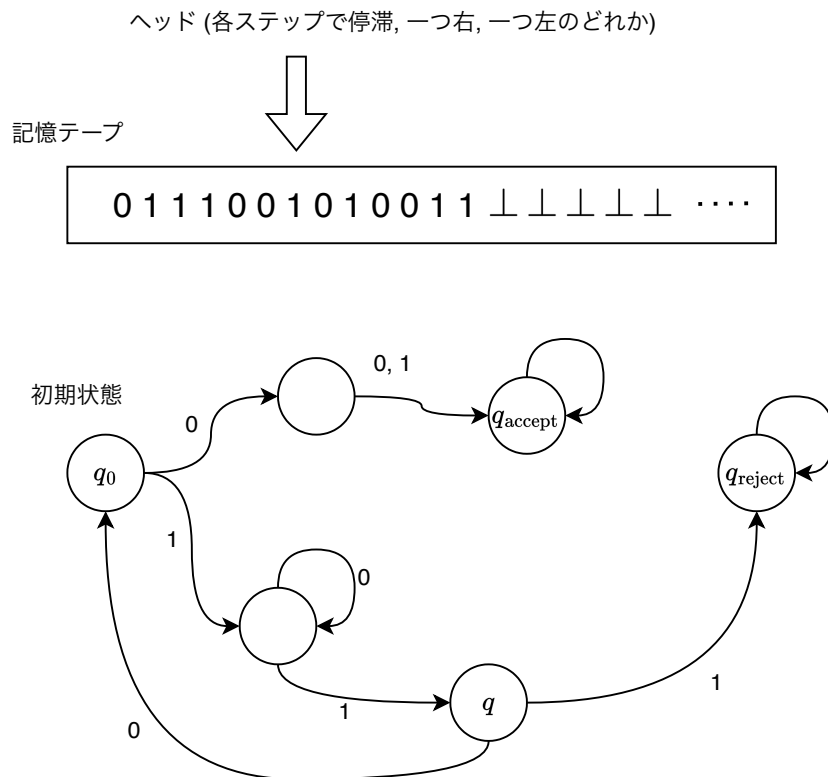 ヘッド (各ステップで停滞, 一つ右, 一つ左のどれか)
記憶テープ
0 1 1 1 0 0 1 0 1 0 0 1 1 ⊥ ⊥ ⊥ ⊥ ⊥ ····
0, 1
初期状態
q_accept
0
q_0
q_reject
1
0
1
q
1
0